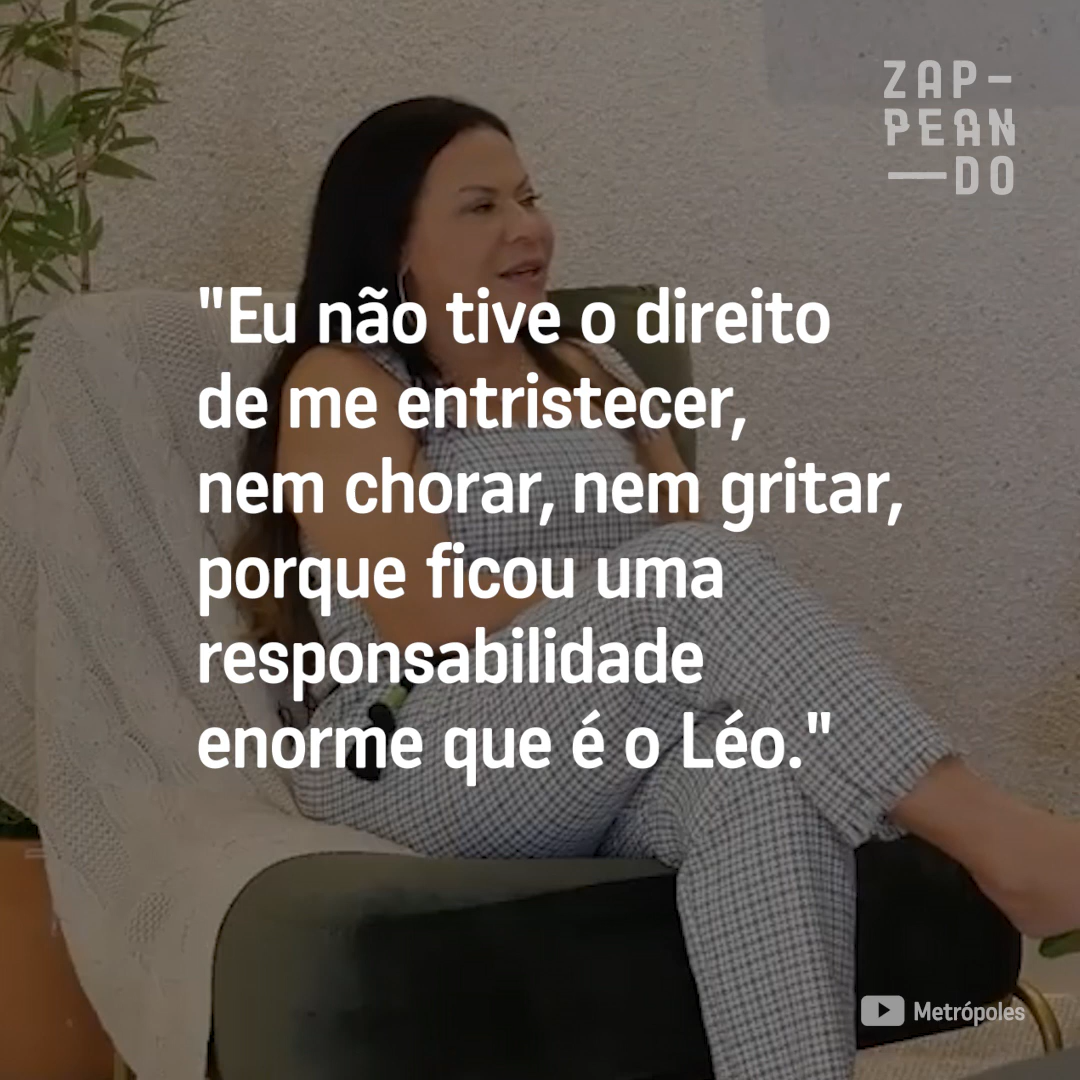 ZAP-
PEAN
—DO
"Eu não tive o direito
de me entristecer,
nem chorar, nem gritar,
porque ficou uma
responsabilidade
enorme que é o Léo."
Metrópoles